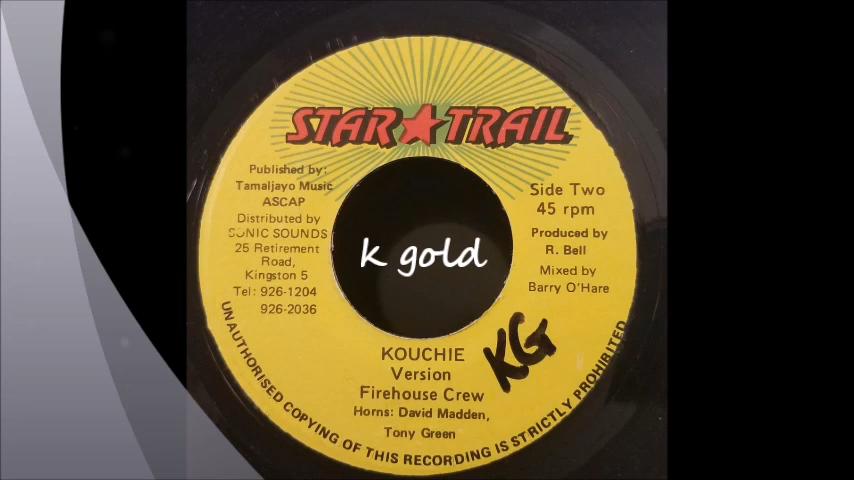 STAR TRAIL
Published by:
Tamaljayo Music
ASCAP
Distributed by
SONIC SOUNDS
25 Retirement
Road,
Kingston 5
Tel: 926-1204
926-2036
Side Two
45 rpm
Produced by
R. Bell
Mixed by
Barry O'Hare
k gold
KOUCHIE
Version
Firehouse Crew
Horns: David Madden,
Tony Green
KG
UNAUTHORISED COPYING OF THIS RECORDING IS STRICTLY PROHIBITED